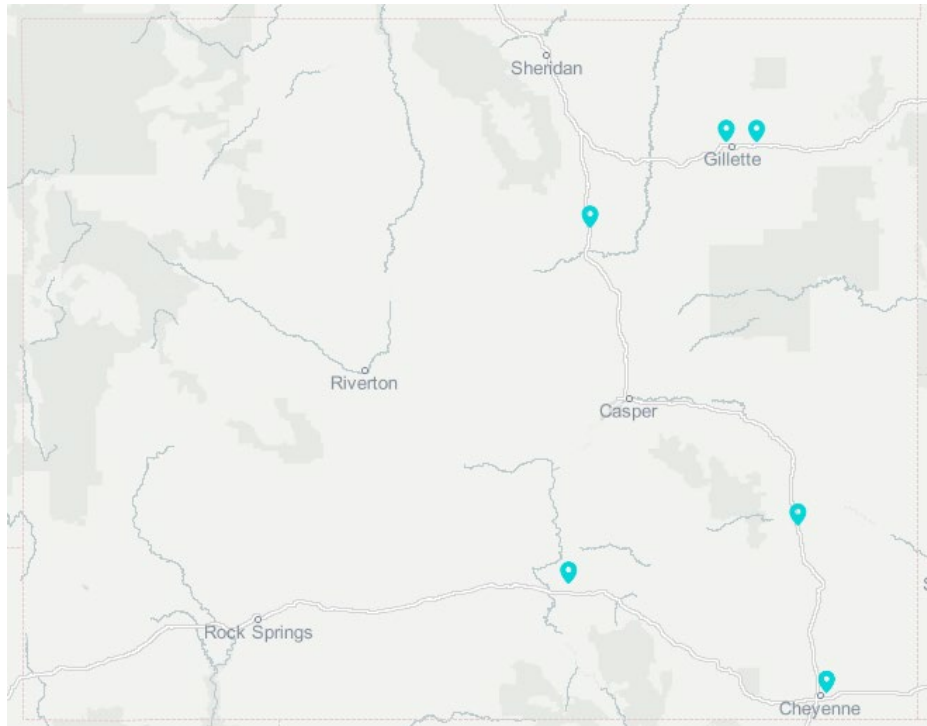 Sheridan
Gillette
Riverton
Casper
Rock Springs
Cheyenne